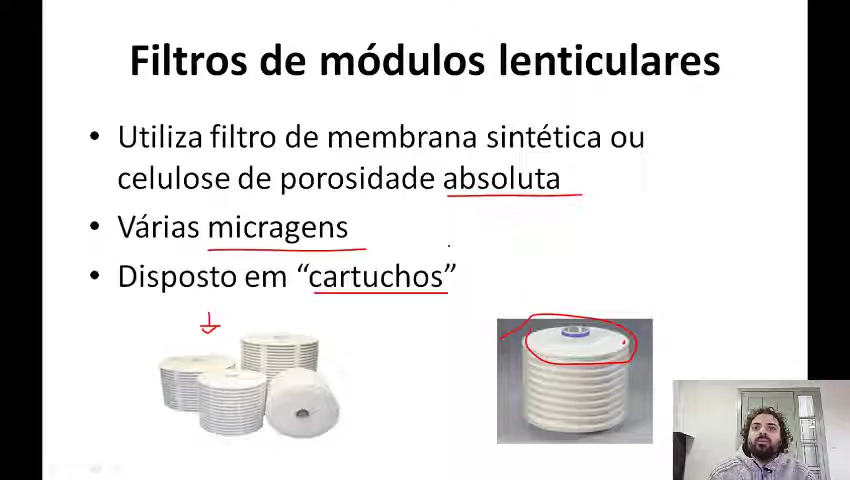 Filtros de módulos lenticulares
• Utiliza filtro de membrana sintética ou
celulose de porosidade absoluta
• Várias micragens
• Disposto em “cartuchos”